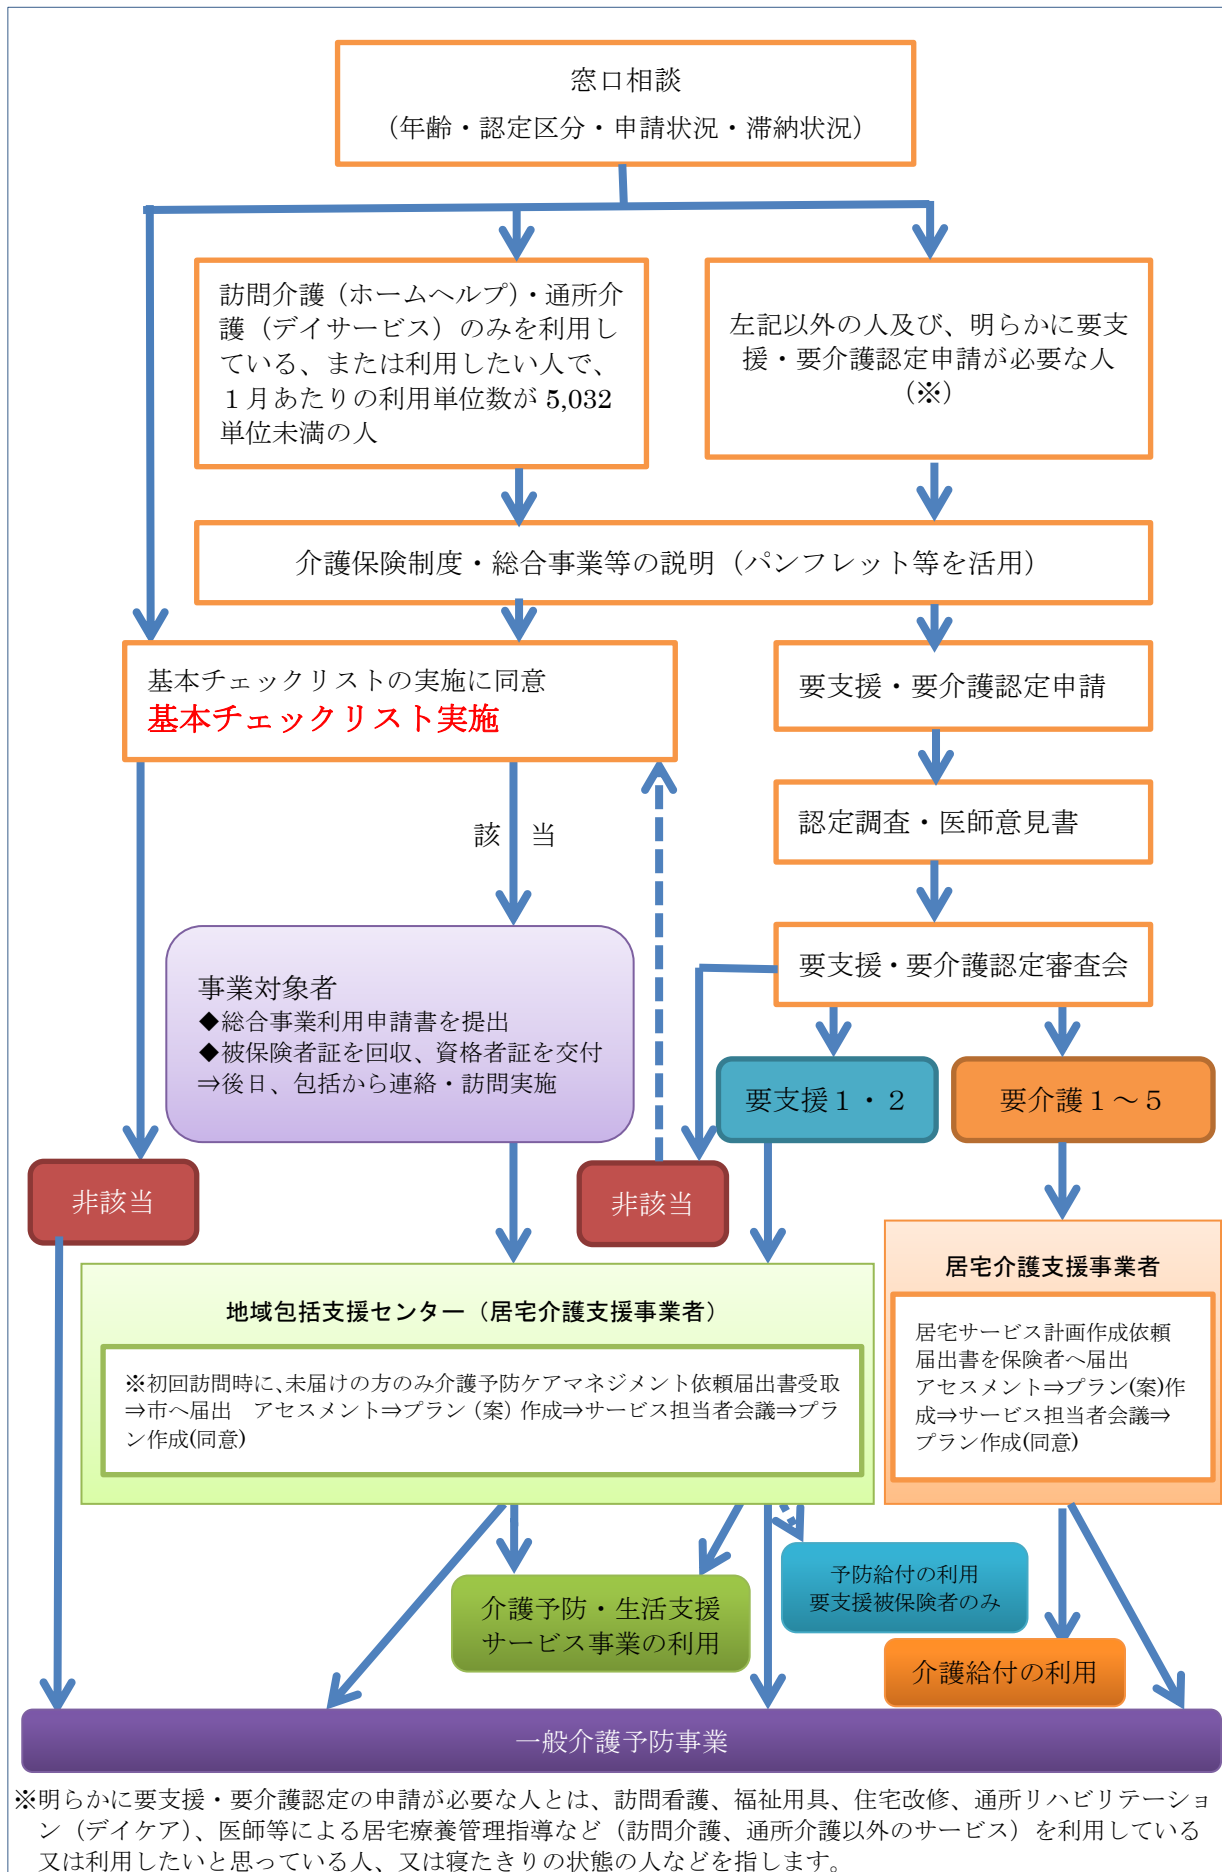 窓口相談
（年齢・認定区分・申請状況・滞納状況）
訪問介護（ホームヘルプ）・通所介
護（デイサービス）のみを利用し
ている、または利用したい人で、
１月あたりの利用単位数が 5,032
単位未満の人
左記以外の人及び、明らかに要支
援・要介護認定申請が必要な人
（※）
介護保険制度・総合事業等の説明（パンフレット等を活用）
基本チェックリストの実施に同意
基本チェックリスト実施
要支援・要介護認定申請
認定調査・医師意見書
該　当
要支援・要介護認定審査会
事業対象者
◆総合事業利用申請書を提出
◆被保険者証を回収、資格者証を交付
⇒後日、包括から連絡・訪問実施
要支援１・２
要介護１～５
非該当
非該当
地域包括支援センター（居宅介護支援事業者）
※初回訪問時に、未届けの方のみ介護予防ケアマネジメント依頼届出書受取
⇒市へ届出　アセスメント⇒プラン（案）作成⇒サービス担当者会議⇒プラ
ン作成(同意)
居宅介護支援事業者
居宅サービス計画作成依頼
届出書を保険者へ届出
アセスメント⇒プラン(案)作
成⇒サービス担当者会議⇒
プラン作成(同意)
介護予防・生活支援
サービス事業の利用
予防給付の利用
要支援被保険者のみ
介護給付の利用
一般介護予防事業
※明らかに要支援・要介護認定の申請が必要な人とは、訪問看護、福祉用具、住宅改修、通所リハビリテーショ
ン（デイケア）、医師等による居宅療養管理指導など（訪問介護、通所介護以外のサービス）を利用している
又は利用したいと思っている人、又は寝たきりの状態の人などを指します。